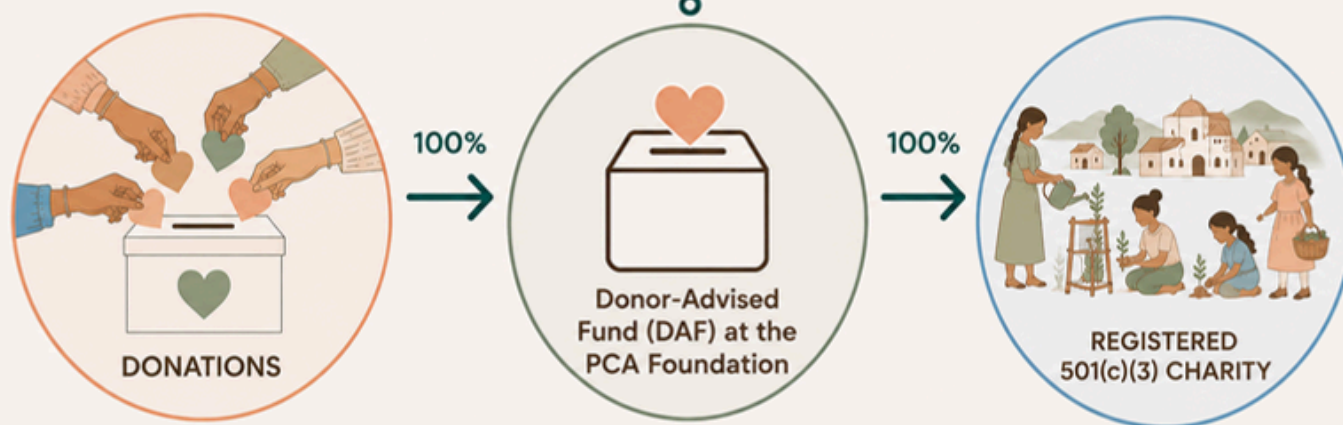 100%
100%
DONATIONS
Donor-Advised
Fund (DAF) at the
PCA Foundation
REGISTERED
501(c)(3) CHARITY